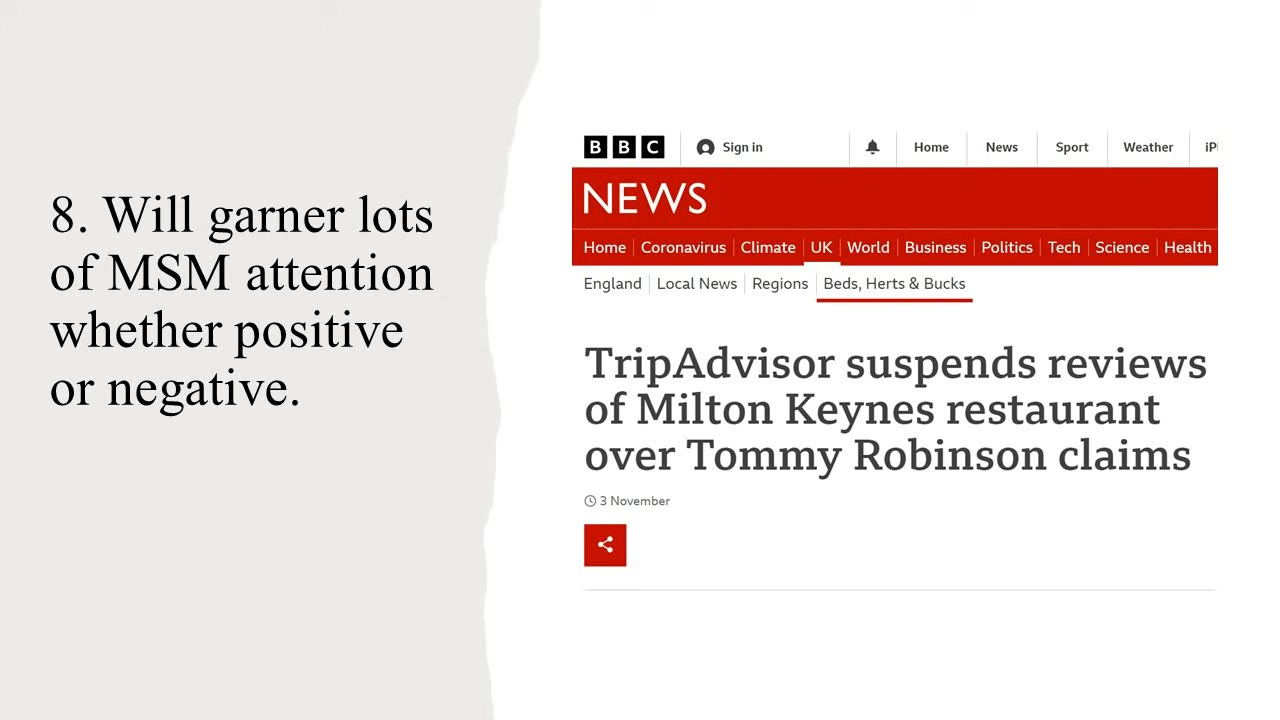 8. Will garner lots
of MSM attention
whether positive
or negative.
BBC Sign in Home News Sport Weather iP
NEWS
Home Coronavirus Climate UK World Business Politics Tech Science Health
England Local News Regions Beds, Herts & Bucks
TripAdvisor suspends reviews
of Milton Keynes restaurant
over Tommy Robinson claims
3 November